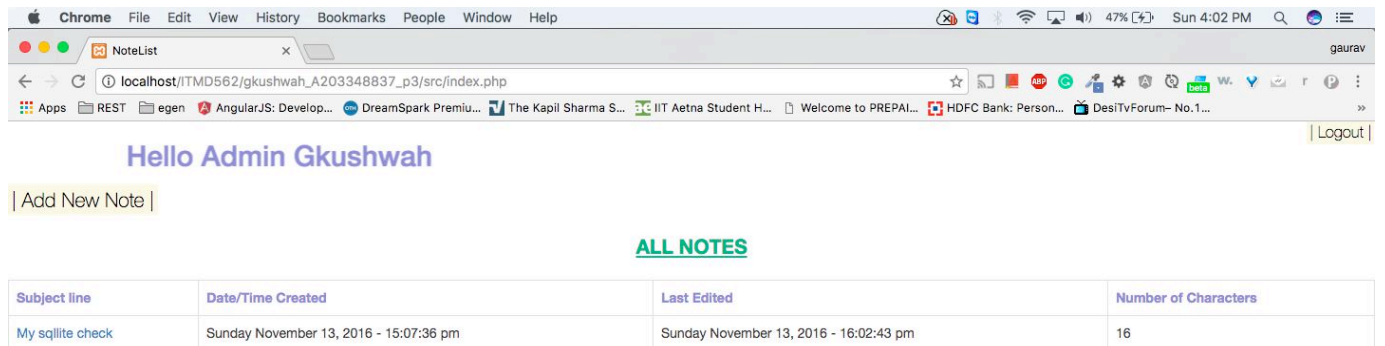 Chrome File Edit View History Bookmarks People Window Help 47% Sun 4:02 PM
NoteList gaurav
localhost/ITMD562/gkushwah_A203348837_p3/src/index.php
Apps REST egen AngularJS: Develop... DreamSpark Premiu... The Kapil Sharma S... IIT Aetna Student H... Welcome to PREPAI... HDFC Bank: Person... DesiTvForum– No.1... »
| Logout |
Hello Admin Gkushwah
| Add New Note |
ALL NOTES
Subject line Date/Time Created Last Edited Number of Characters
My sqllite check Sunday November 13, 2016 - 15:07:36 pm Sunday November 13, 2016 - 16:02:43 pm 16